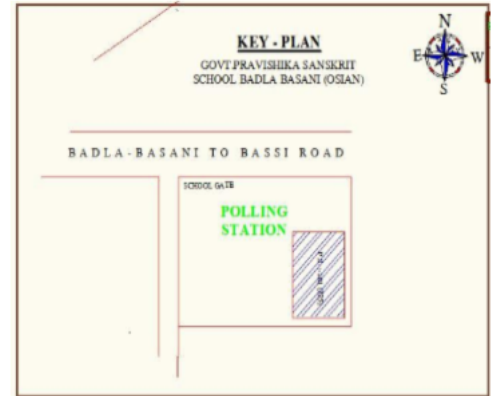 KEY - PLAN
GOVT.PRAVISHIKA SANSKRIT
SCHOOL BADLA BASANI (OSIAN)
N
E W
S
BADLA-BASANI TO BASSI ROAD
SCHOOL GATE
POLLING
STATION